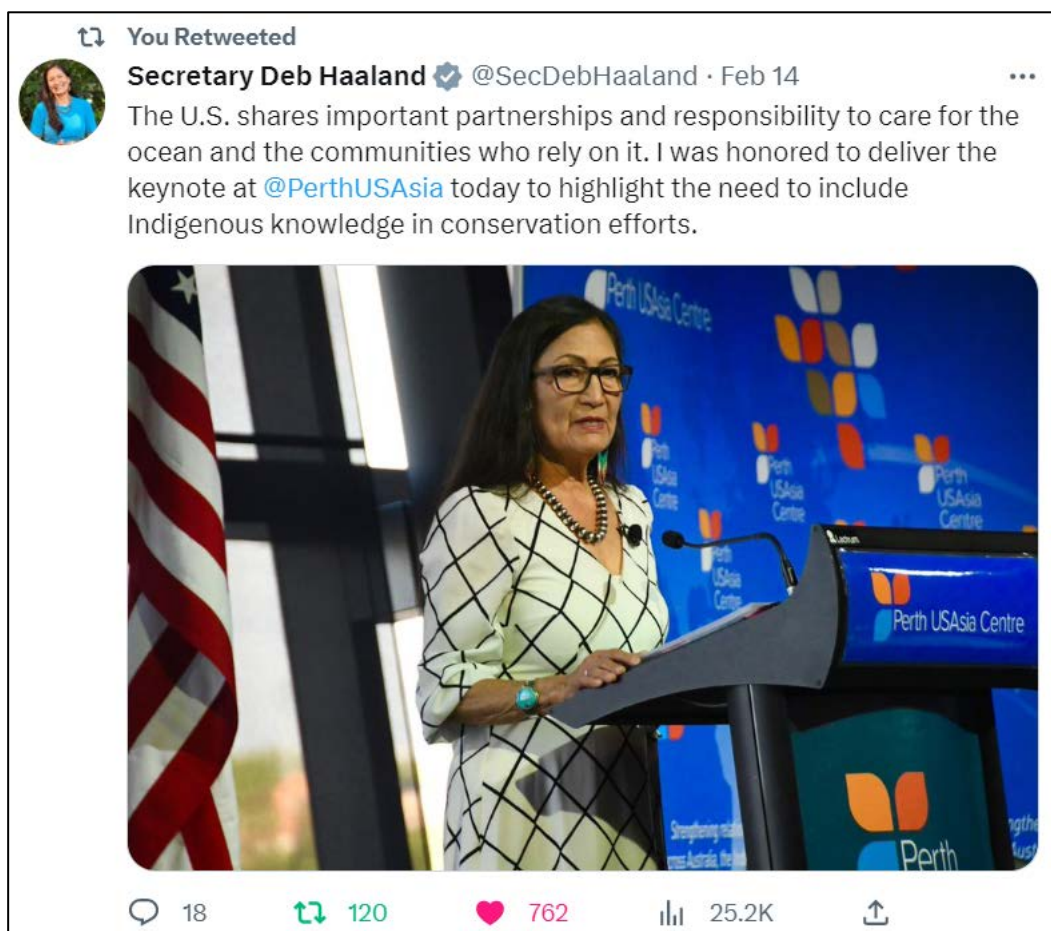 You Retweeted
Secretary Deb Haaland @SecDebHaaland · Feb 14
The U.S. shares important partnerships and responsibility to care for the
ocean and the communities who rely on it. I was honored to deliver the
keynote at @PerthUSAsia today to highlight the need to include
Indigenous knowledge in conservation efforts.
Perth USAsia Centre
Perth
USAsia
Centre
Perth
USAsia
Centre
Perth
USAsia
Centre
Perth
USAsia
Centre
Lectrum
Perth USAsia Centre
Strengthening
Perth
18 120 762 25.2K